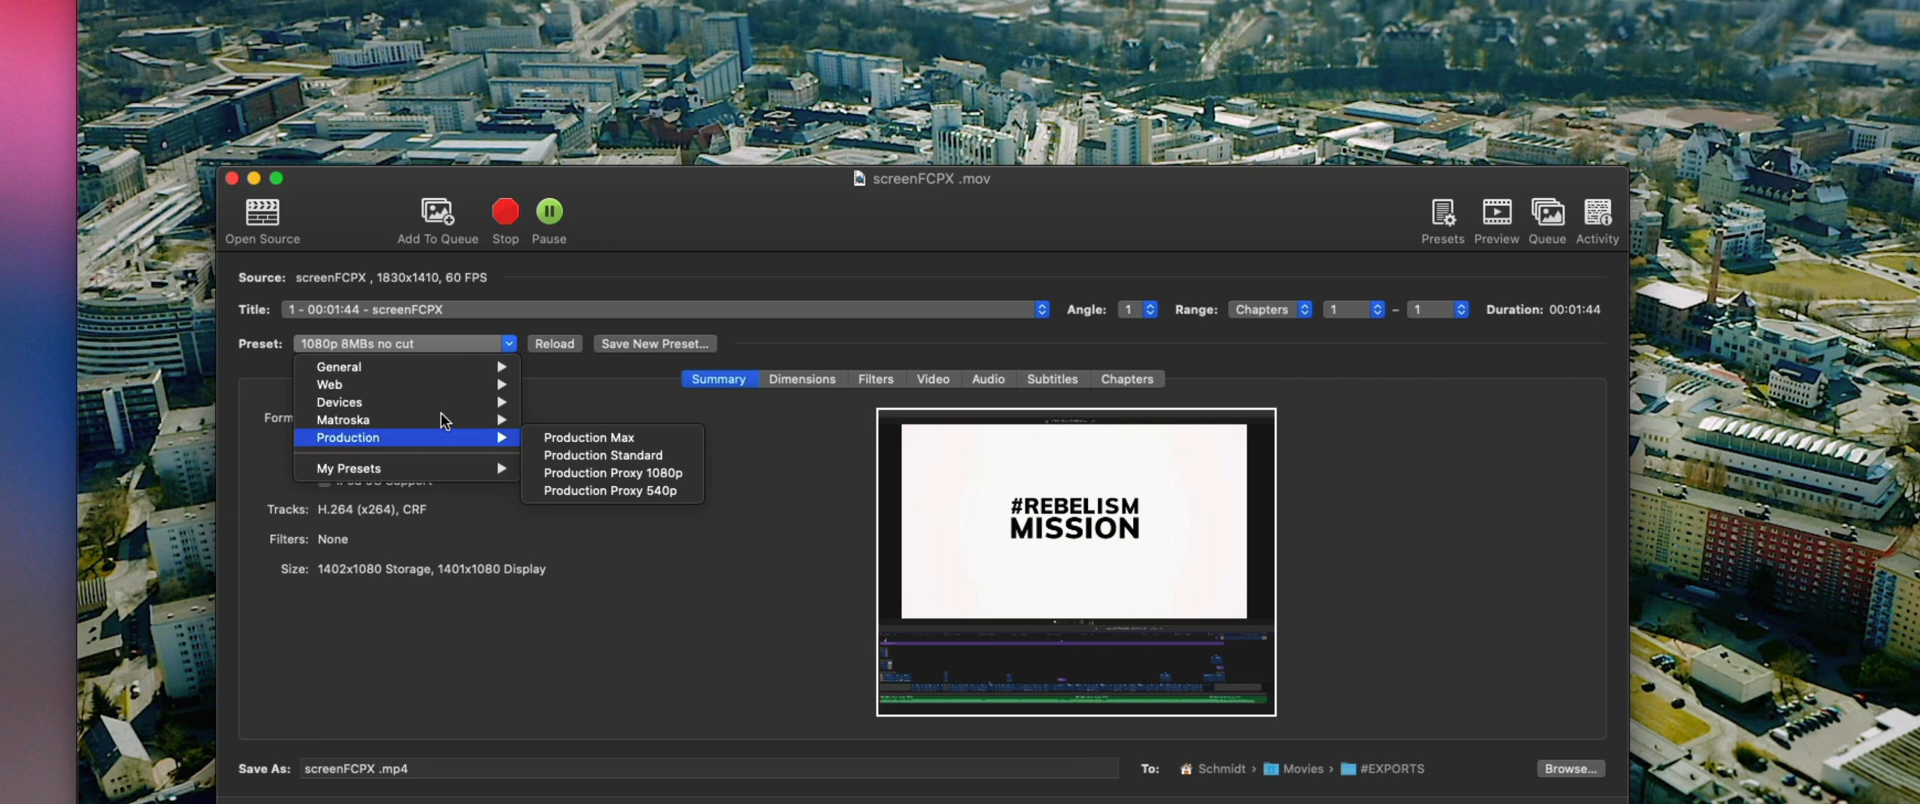 screenFCPX .mov
Open Source
Add To Queue
Stop
Pause
Presets
Preview
Queue
Activity
Source: screenFCPX , 1830x1410, 60 FPS
Title: 1 - 00:01:44 - screenFCPX
Angle: 1
Range: Chapters 1 - 1
Duration: 00:01:44
Preset: 1080p 8MBs no cut
Reload
Save New Preset...
General
Web
Devices
Matroska
Production
My Presets
Production Max
Production Standard
Production Proxy 1080p
Production Proxy 540p
Summary
Dimensions
Filters
Video
Audio
Subtitles
Chapters
Form
Tracks: H.264 (x264), CRF
Filters: None
Size: 1402x1080 Storage, 1401x1080 Display
#REBELISM
MISSION
Save As: screenFCPX .mp4
To: Schmidt › Movies › #EXPORTS
Browse...